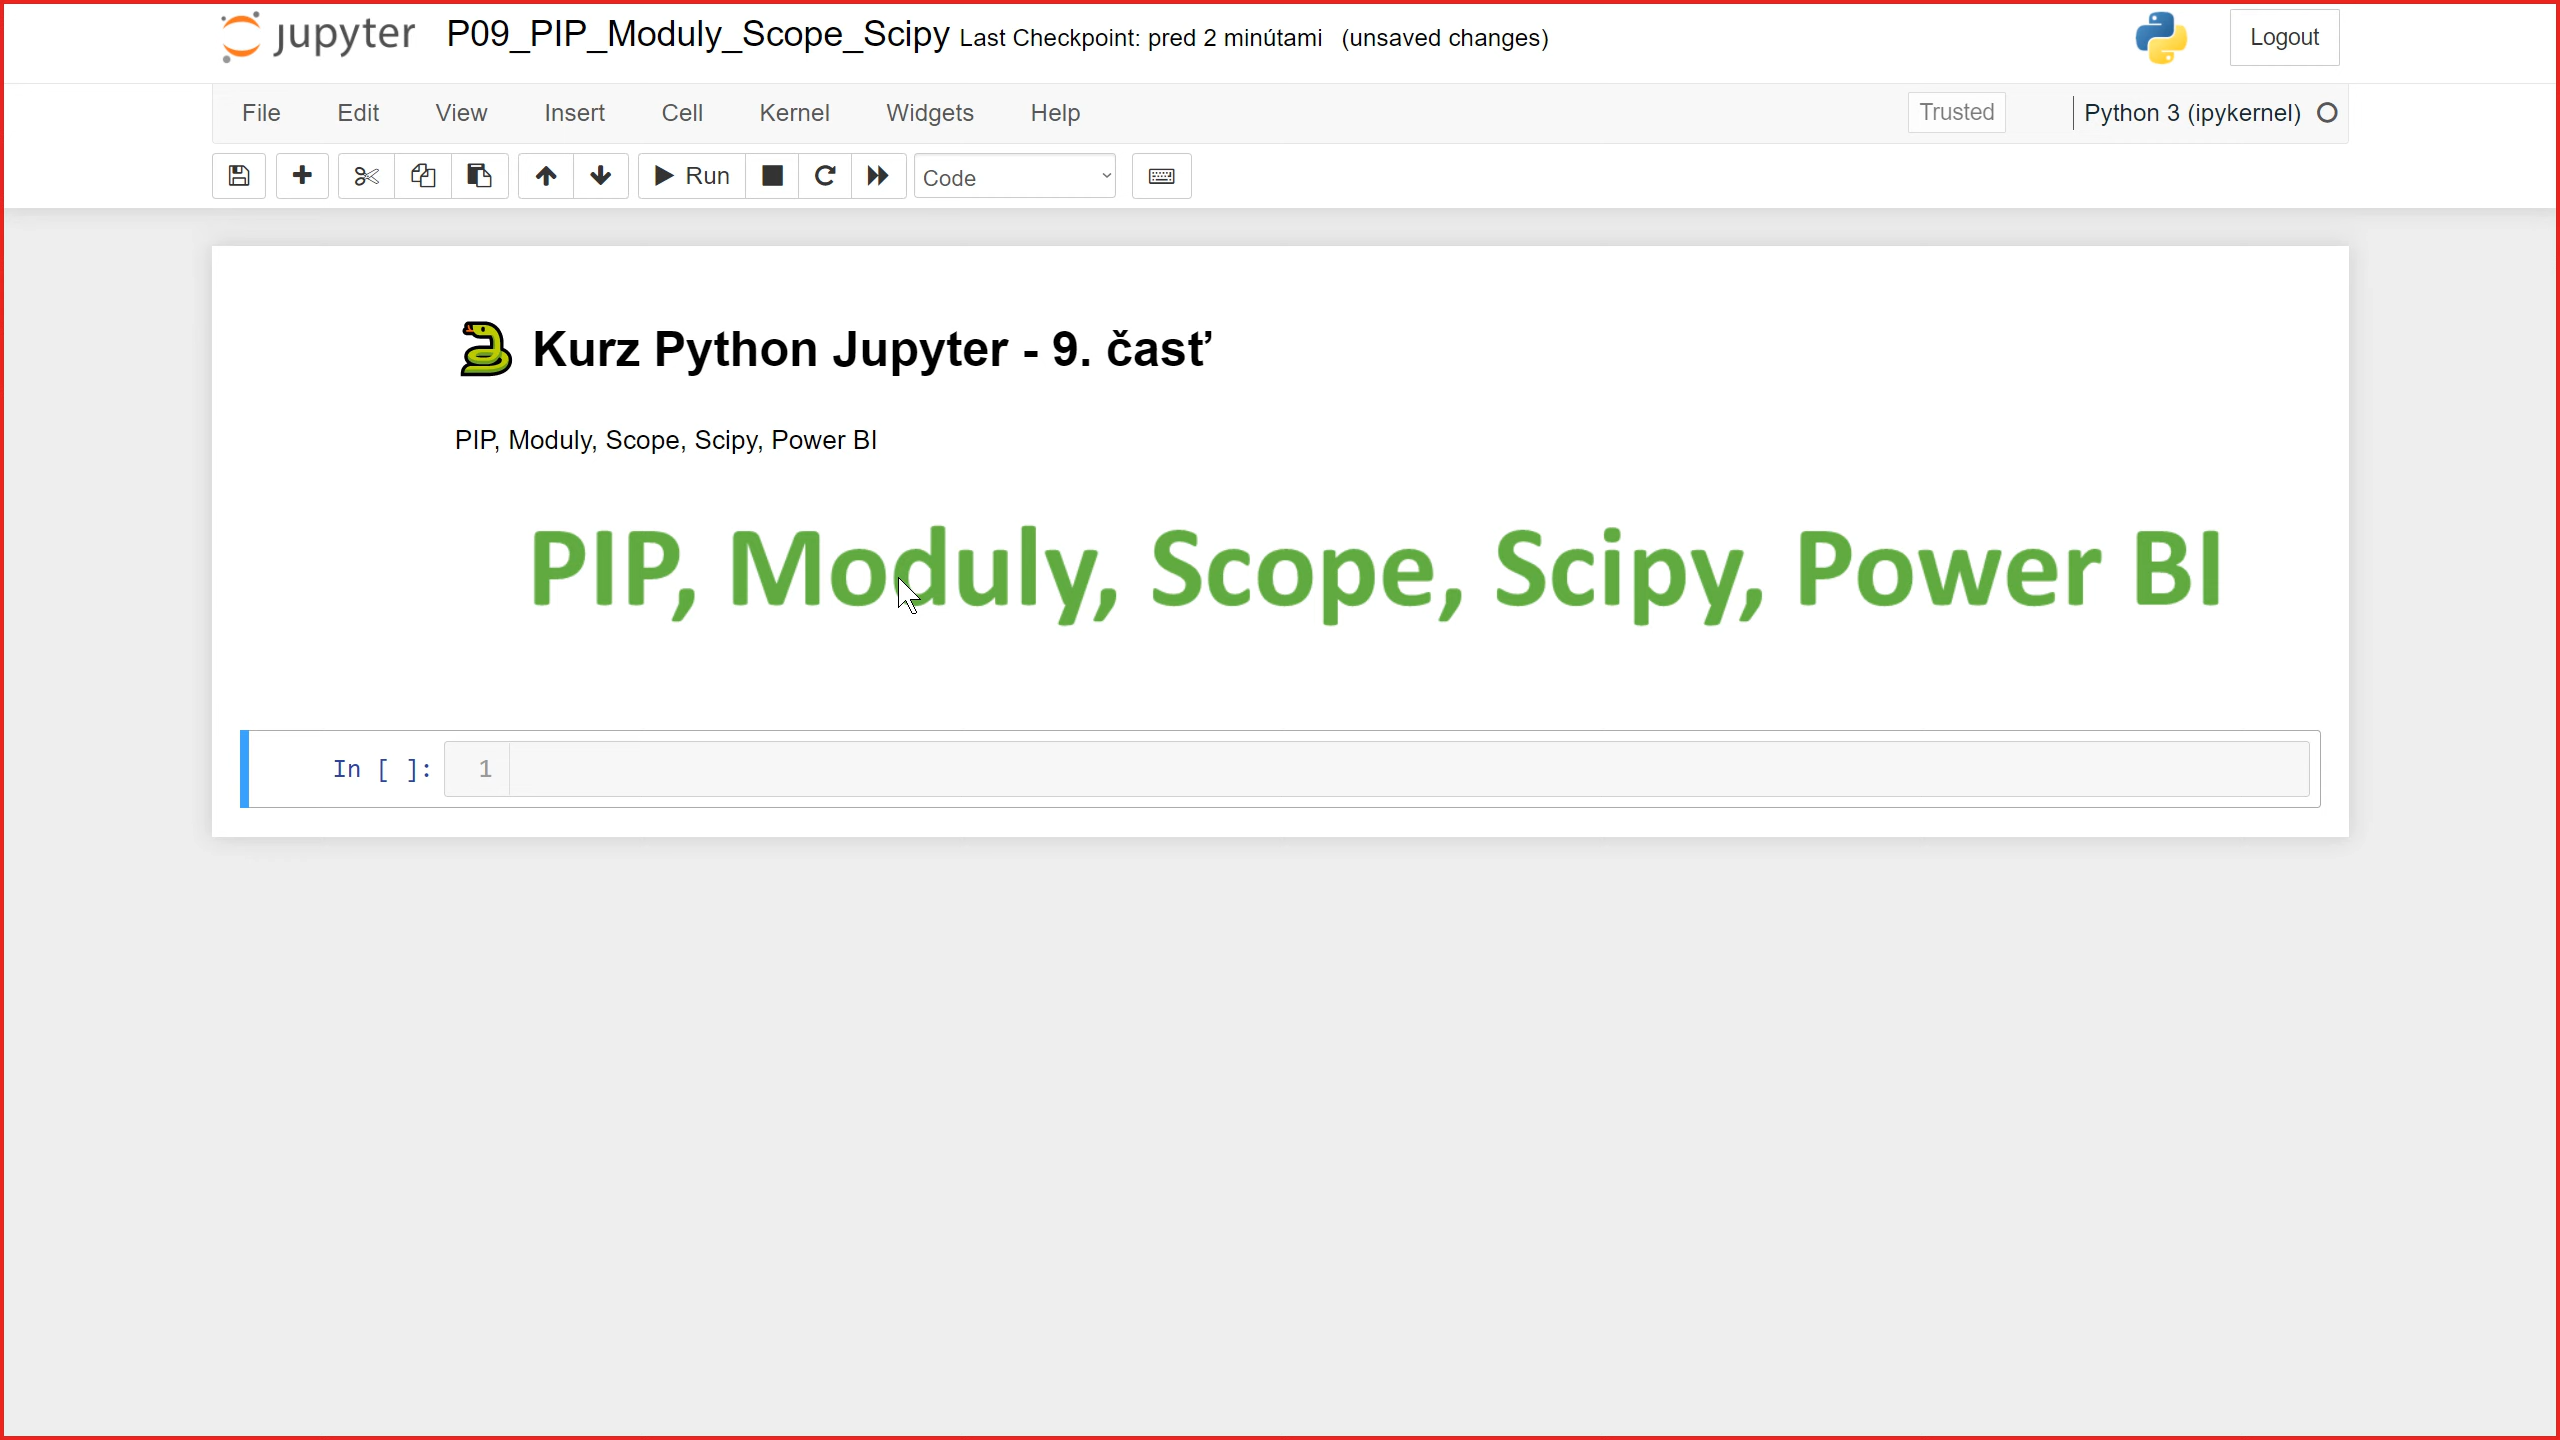 jupyter P09_PIP_Moduly_Scope_Scipy Last Checkpoint: pred 2 minútami (unsaved changes) Logout
File Edit View Insert Cell Kernel Widgets Help Trusted Python 3 (ipykernel)
Run Code
Kurz Python Jupyter - 9. časť
PIP, Moduly, Scope, Scipy, Power BI
PIP, Moduly, Scope, Scipy, Power BI
In [ ]: 1